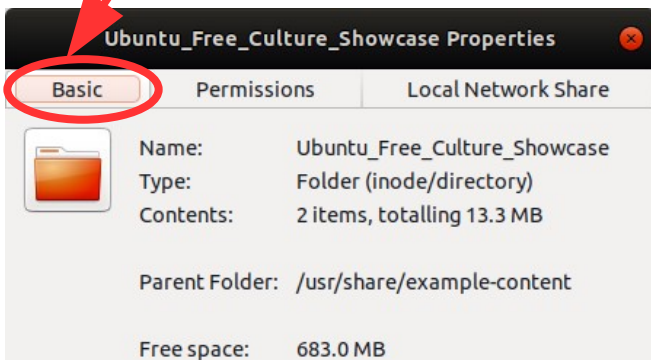 Ubuntu_Free_Culture_Showcase Properties
Basic Permissions Local Network Share
Name: Ubuntu_Free_Culture_Showcase
Type: Folder (inode/directory)
Contents: 2 items, totalling 13.3 MB
Parent Folder: /usr/share/example-content
Free space: 683.0 MB